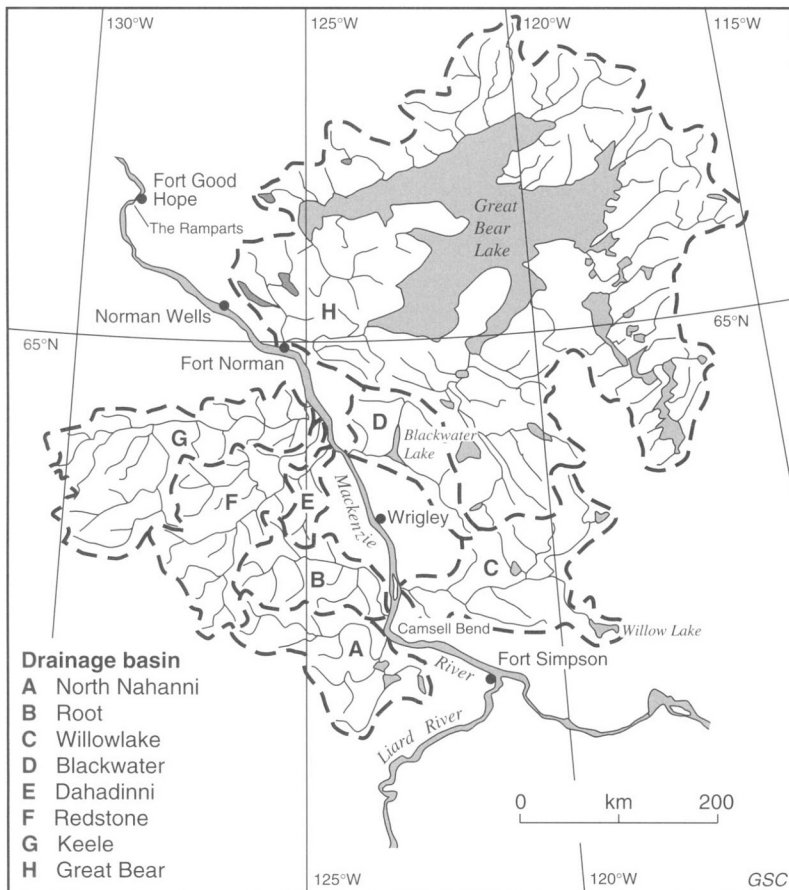 130°W
125°W
120°W
115°W
Fort Good
Hope
The Ramparts
Great
Bear
Lake
Norman Wells
H
65°N
65°N
Fort Norman
D
Blackwater
Lake
G
F
E
Mackenzie
Wrigley
B
C
Camsell Bend
Willow Lake
A
River
Fort Simpson
Liard River
Drainage basin
A North Nahanni
B Root
C Willowlake
D Blackwater
E Dahadinni
F Redstone
G Keele
H Great Bear
0 km 200
125°W
120°W
GSC